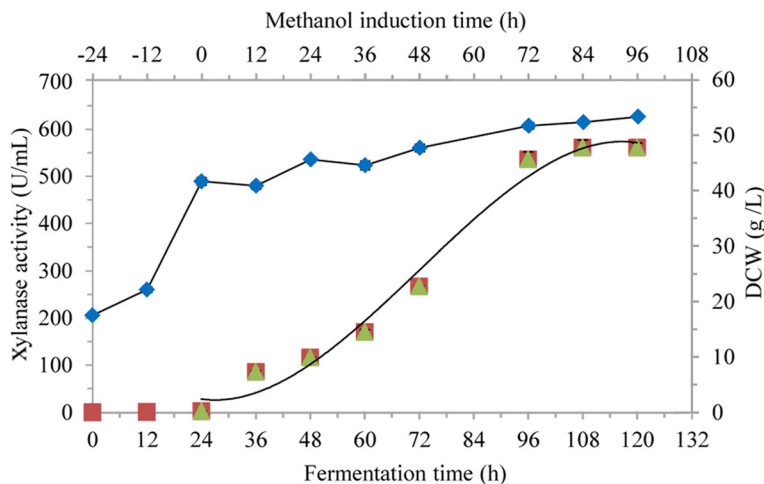 Methanol induction time (h)
-24 -12 0 12 24 36 48 72 84 96 108
Xylanase activity (U/mL)
700
600
500
400
300
200
100
0
60
50
40
30
20
10
0
DCW (g /L)
0 12 24 36 48 60 72 84 96 108 120 132
Fermentation time (h)